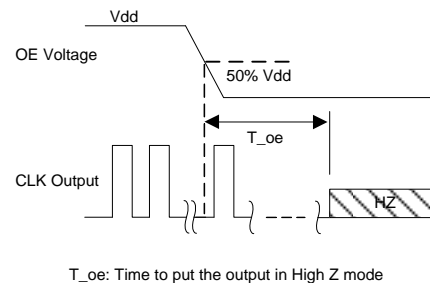 Vdd
OE Voltage
50% Vdd
T_oe
CLK Output
HZ
T_oe: Time to put the output in High Z mode